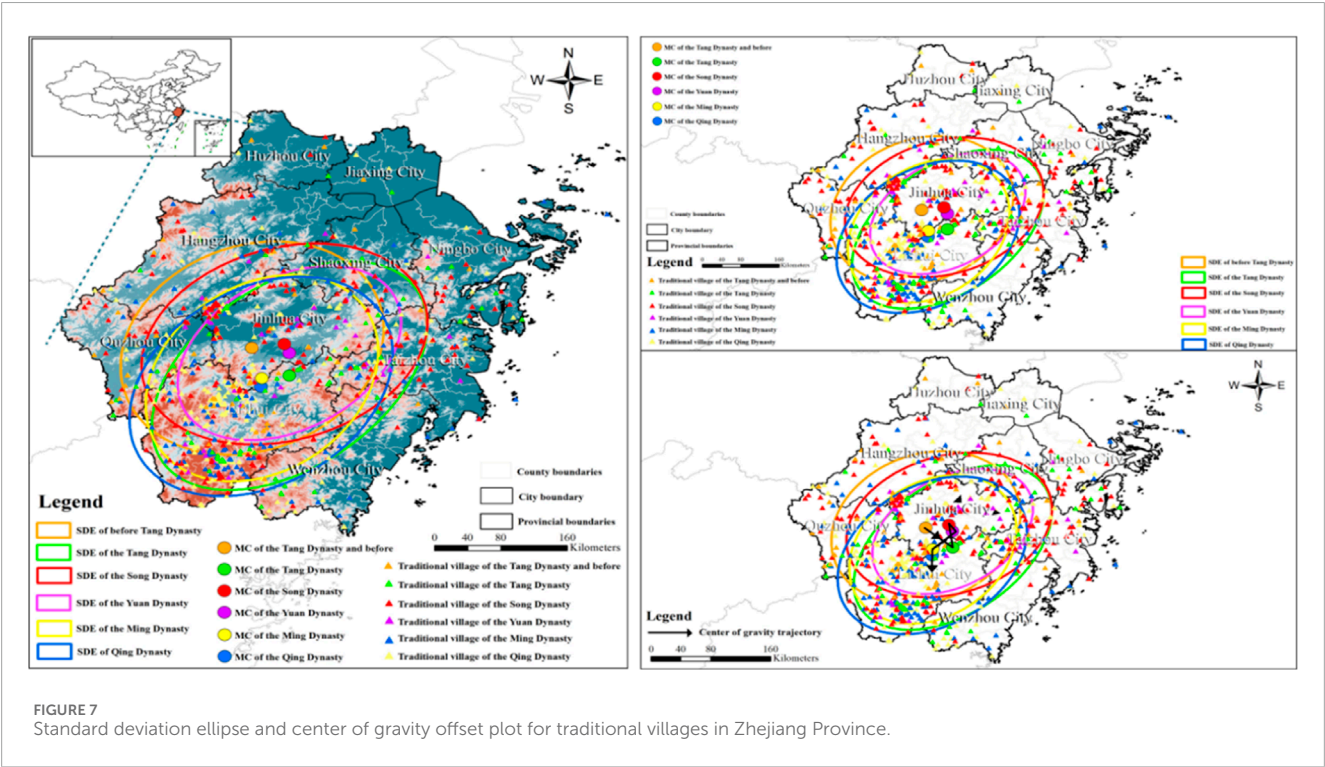 N
W E
S
Huzhou City
Jiaxing City
Hangzhou City
Shaoxing City
Ningbo City
Jinhua City
Quzhou City
Taizhou City
Lishui City
Wenzhou City
County boundaries
City boundary
Provincial boundaries
0 40 80 160
Kilometers
Legend
SDE of before Tang Dynasty
SDE of the Tang Dynasty
SDE of the Song Dynasty
SDE of the Yuan Dynasty
SDE of the Ming Dynasty
SDE of Qing Dynasty
MC of the Tang Dynasty and before
MC of the Tang Dynasty
MC of the Song Dynasty
MC of the Yuan Dynasty
MC of the Ming Dynasty
MC of the Qing Dynasty
Traditional village of the Tang Dynasty and before
Traditional village of the Tang Dynasty
Traditional village of the Song Dynasty
Traditional village of the Yuan Dynasty
Traditional village of the Ming Dynasty
Traditional village of the Qing Dynasty
MC of the Tang Dynasty and before
MC of the Tang Dynasty
MC of the Song Dynasty
MC of the Yuan Dynasty
MC of the Ming Dynasty
MC of the Qing Dynasty
Huzhou City
Jiaxing City
Hangzhou City
Shaoxing City
Ningbo City
Jinhua City
Quzhou City
Taizhou City
Lishui City
Wenzhou City
County boundaries
City boundary
Provincial boundaries
Legend
0 40 80 160
Kilometers
Traditional village of the Tang Dynasty and before
Traditional village of the Tang Dynasty
Traditional village of the Song Dynasty
Traditional village of the Yuan Dynasty
Traditional village of the Ming Dynasty
Traditional village of the Qing Dynasty
SDE of before Tang Dynasty
SDE of the Tang Dynasty
SDE of the Song Dynasty
SDE of the Yuan Dynasty
SDE of the Ming Dynasty
SDE of Qing Dynasty
N
W E
S
Huzhou City
Jiaxing City
Hangzhou City
Shaoxing City
Ningbo City
Jinhua City
Quzhou City
Taizhou City
Lishui City
Wenzhou City
Legend
Center of gravity trajectory
0 40 80 160
Kilometers
FIGURE 7
Standard deviation ellipse and center of gravity offset plot for traditional villages in Zhejiang Province.